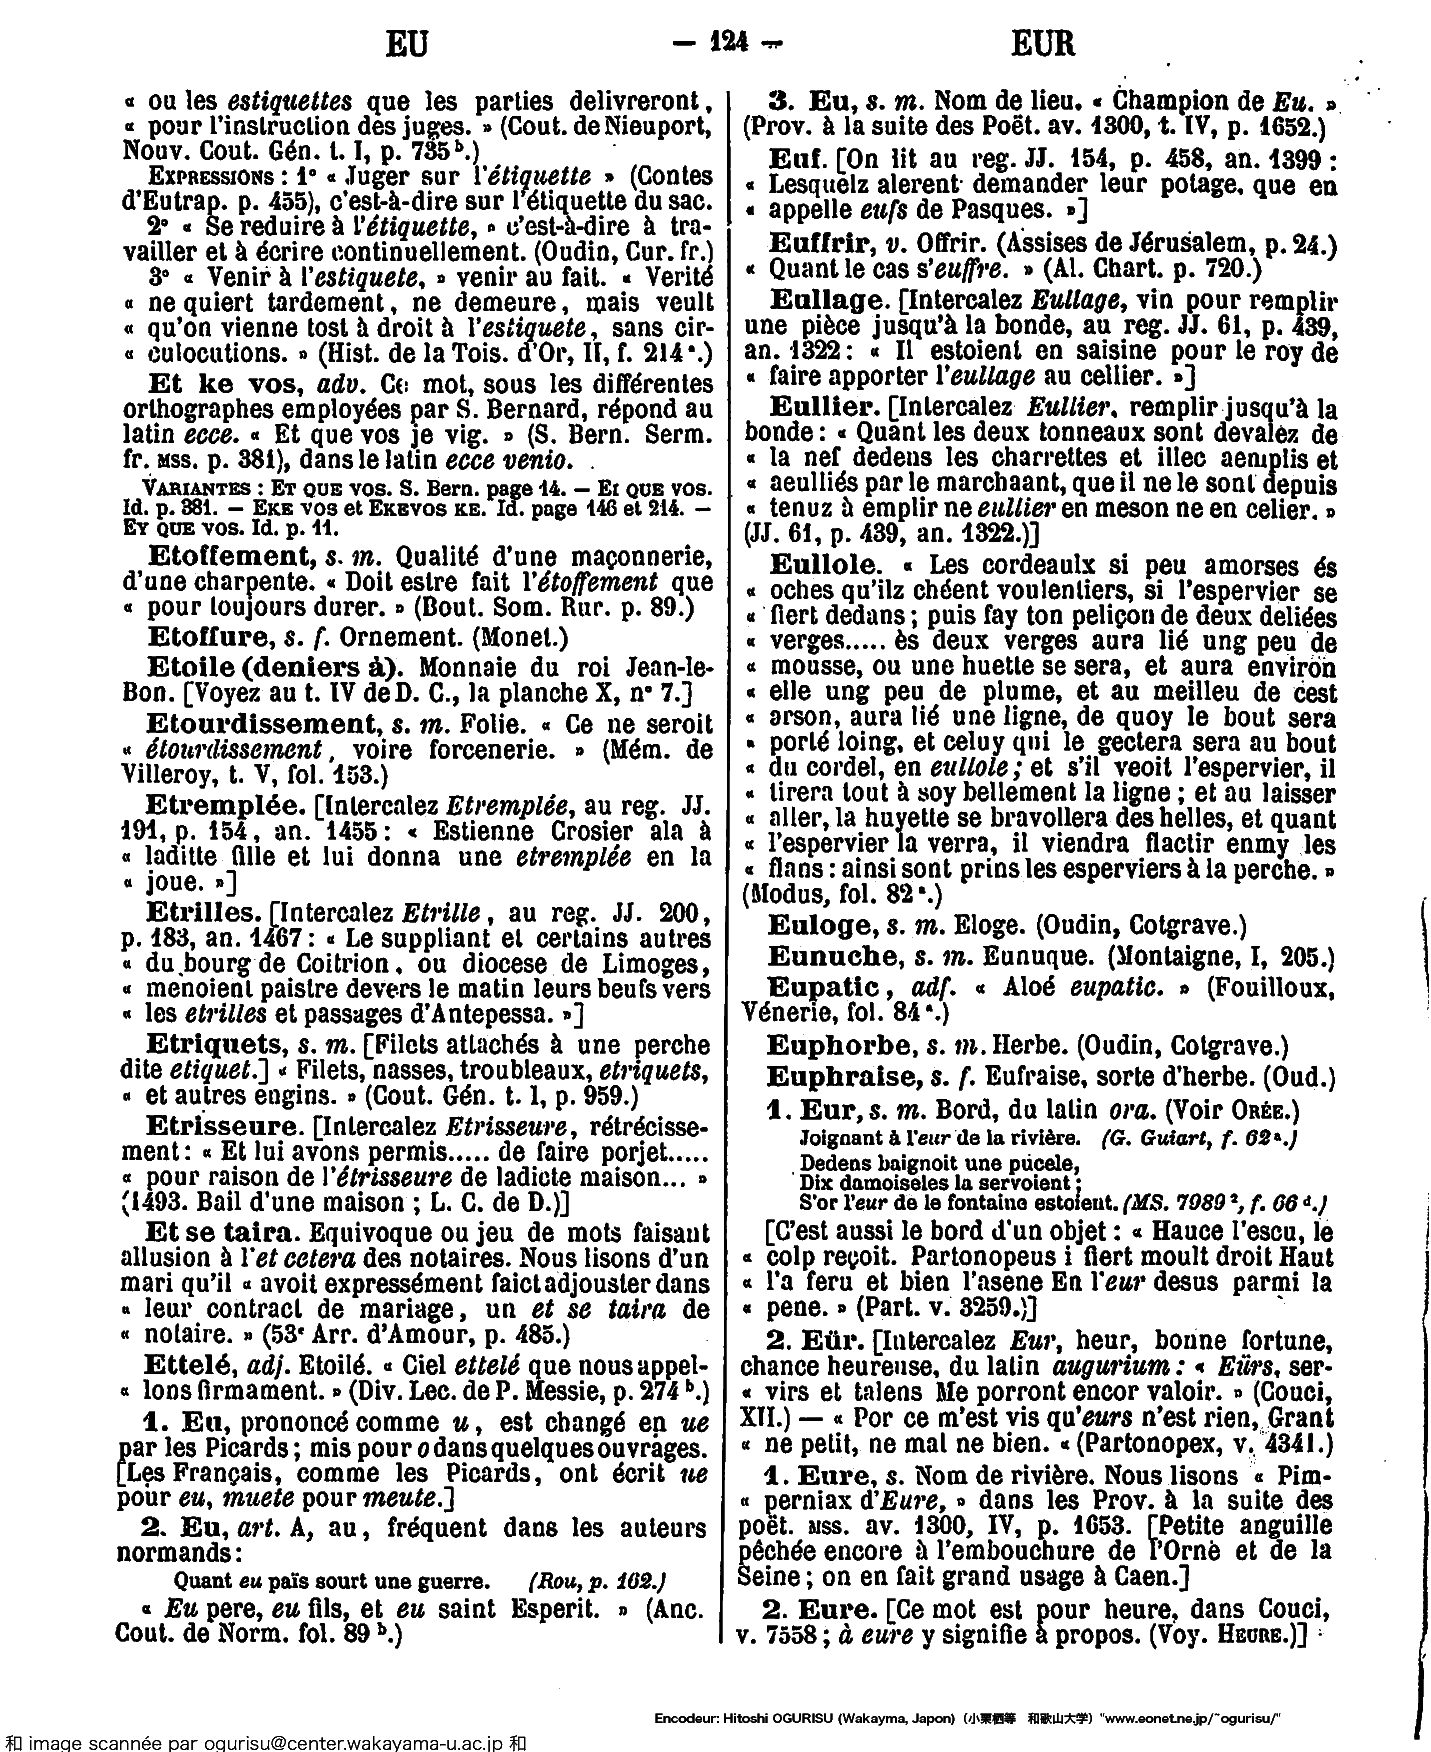 EU — 124 — EUR
« ou les estiquettes que les parties delivreront,
« pour l'instruction des juges. » (Cout. de Nieuport,
Nouv. Cout. Gén. t. I, p. 735 b.)
EXPRESSIONS : 1° « Juger sur l'étiquette » (Contes
d'Eutrap. p. 455), c'est-à-dire sur l'étiquette du sac.
2° « Se reduire à l'étiquette, » c'est-à-dire à tra-
vailler et à écrire continuellement. (Oudin, Cur. fr.)
3° « Venir à l'estiquete, » venir au fait. « Verité
« ne quiert tardement, ne demeure, mais veult
« qu'on vienne tost à droit à l'estiquete, sans cir-
« culocutions. » (Hist. de la Tois. d'Or, II, f. 214 a.)
Et ke vos, adv. Ce mot, sous les différentes
orthographes employées par S. Bernard, répond au
latin ecce. « Et que vos je vig. » (S. Bern. Serm.
fr. MSS. p. 381), dans le latin ecce venio.
VARIANTES : ET QUE VOS. S. Bern. page 14. — EI QUE VOS.
Id. p. 381. — EKE VOS et EKEVOS KE. Id. page 146 et 214. —
EY QUE VOS. Id. p. 11.
Etoffement, s. m. Qualité d'une maçonnerie,
d'une charpente. « Doit estre fait l'étoffement que
« pour toujours durer. » (Bout. Som. Rur. p. 89.)
Etoffure, s. f. Ornement. (Monet.)
Etoile (deniers à). Monnaie du roi Jean-le-
Bon. [Voyez au t. IV de D. C., la planche X, n° 7.]
Etourdissement, s. m. Folie. « Ce ne seroit
« étourdissement, voire forcenerie. » (Mém. de
Villeroy, t. V, fol. 153.)
Etremplée. [Intercalez Etremplée, au reg. JJ.
191, p. 154, an. 1455 : « Estienne Crosier ala à
« laditte fille et lui donna une etremplée en la
« joue. »]
Etrilles. [Intercalez Etrille, au reg. JJ. 200,
p. 183, an. 1467 : « Le suppliant et certains autres
« du bourg de Coitrion, ou diocese de Limoges,
« menoient paistre devers le matin leurs beufs vers
« les etrilles et passages d'Antepessa. »]
Etriquets, s. m. [Filets attachés à une perche
dite etiquet.] « Filets, nasses, troubleaux, etriquets,
« et autres engins. » (Cout. Gén. t. I, p. 959.)
Etrisseure. [Intercalez Etrisseure, rétrécisse-
ment : « Et lui avons permis..... de faire porjet.....
« pour raison de l'étrisseure de ladicte maison... »
(1493. Bail d'une maison ; L. C. de D.)]
Et se taira. Equivoque ou jeu de mots faisant
allusion à l'et cetera des notaires. Nous lisons d'un
mari qu'il « avoit expressément faict adjouster dans
« leur contract de mariage, un et se taira de
« notaire. » (53e Arr. d'Amour, p. 485.)
Ettelé, adj. Etoilé. « Ciel ettelé que nous appel-
« lons firmament. » (Div. Lec. de P. Messie, p. 274 b.)
1. Eu, prononcé comme u, est changé en ue
par les Picards ; mis pour o dans quelques ouvrages.
[Les Français, comme les Picards, ont écrit ue
pour eu, muete pour meute.]
2. Eu, art. A, au, fréquent dans les auteurs
normands :
Quant eu païs sourt une guerre. (Rou, p. 162.)
« Eu pere, eu fils, et eu saint Esperit. » (Anc.
Cout. de Norm. fol. 89 b.)
3. Eu, s. m. Nom de lieu. « Champion de Eu. »
(Prov. à la suite des Poët. av. 1300, t. IV, p. 1652.)
Euf. [On lit au reg. JJ. 154, p. 458, an. 1399 :
« Lesquelz alerent demander leur potage, que en
« appelle eufs de Pasques. »]
Euffrir, v. Offrir. (Assises de Jérusalem, p. 24.)
« Quant le cas s'euffre. » (Al. Chart. p. 720.)
Eullage. [Intercalez Eullage, vin pour remplir
une pièce jusqu'à la bonde, au reg. JJ. 61, p. 439,
an. 1322 : « Il estoient en saisine pour le roy de
« faire apporter l'eullage au cellier. »]
Eullier. [Intercalez Eullier, remplir jusqu'à la
bonde : « Quant les deux tonneaux sont devalez de
« la nef dedens les charrettes et illec aemplis et
« aeulliés par le marchaant, que il ne le sont depuis
« tenuz à emplir ne eullier en meson ne en celier. »
(JJ. 61, p. 439, an. 1322.)]
Eullole. « Les cordeaulx si peu amorses és
« oches qu'ilz chéent voulentiers, si l'espervier se
« fiert dedans ; puis fay ton peliçon de deux deliées
« verges..... ès deux verges aura lié ung peu de
« mousse, ou une huette se sera, et aura environ
« elle ung peu de plume, et au meilleu de cest
« arson, aura lié une ligne, de quoy le bout sera
« porté loing, et celuy qui le gectera sera au bout
« du cordel, en eullole ; et s'il veoit l'espervier, il
« tirera tout à soy bellement la ligne ; et au laisser
« aller, la huyette se bravollera des helles, et quant
« l'espervier la verra, il viendra flactir enmy les
« flans : ainsi sont prins les esperviers à la perche. »
(Modus, fol. 82 a.)
Euloge, s. m. Eloge. (Oudin, Cotgrave.)
Eunuche, s. m. Eunuque. (Montaigne, I, 205.)
Eupatic, adj. « Aloé eupatic. » (Fouilloux,
Vénerie, fol. 84 a.)
Euphorbe, s. m. Herbe. (Oudin, Cotgrave.)
Euphraise, s. f. Eufraise, sorte d'herbe. (Oud.)
1. Eur, s. m. Bord, du latin ora. (Voir ORÉE.)
Joignant à l'eur de la rivière. (G. Guiart, f. 62 a.)
Dedens baignoit une pucele,
Dix damoiseles la servoient ;
S'or l'eur de le fontaine estoient. (MS. 7989 2, f. 66 d.)
[C'est aussi le bord d'un objet : « Hauce l'escu, le
« colp reçoit. Partonopeus i fiert moult droit Haut
« l'a feru et bien l'asene En l'eur desus parmi la
« pene. » (Part. v. 3259.)]
2. Eür. [Intercalez Eur, heur, bonne fortune,
chance heureuse, du latin augurium : « Eürs, ser-
« virs et talens Me porront encor valoir. » (Couci,
XII.) — « Por ce m'est vis qu'eurs n'est rien, Grant
« ne petit, ne mal ne bien. « (Partonopex, v. 4341.)
1. Eure, s. Nom de rivière. Nous lisons « Pim-
« perniax d'Eure, » dans les Prov. à la suite des
poët. MSS. av. 1300, IV, p. 1653. [Petite anguille
pêchée encore à l'embouchure de l'Orne et de la
Seine ; on en fait grand usage à Caen.]
2. Eure. [Ce mot est pour heure, dans Couci,
v. 7558 ; à eure y signifie à propos. (Voy. HEURE.)]
Encodeur: Hitoshi OGURISU (Wakayma, Japon) (小栗栖等 和歌山大学) "www.eonet.ne.jp/~ogurisu/"
和 image scannée par ogurisu@center.wakayama-u.ac.jp 和